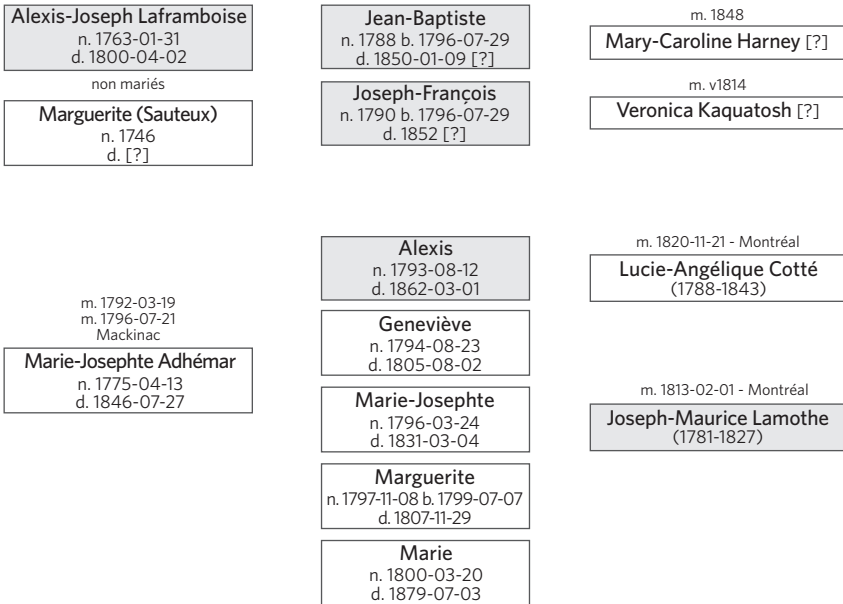 Alexis-Joseph Laframboise
n. 1763-01-31
d. 1800-04-02
non mariés
Marguerite (Sauteux)
n. 1746
d. [?]
m. 1792-03-19
m. 1796-07-21
Mackinac
Marie-Josephte Adhémar
n. 1775-04-13
d. 1846-07-27
Jean-Baptiste
n. 1788 b. 1796-07-29
d. 1850-01-09 [?]
Joseph-François
n. 1790 b. 1796-07-29
d. 1852 [?]
Alexis
n. 1793-08-12
d. 1862-03-01
Geneviève
n. 1794-08-23
d. 1805-08-02
Marie-Josephte
n. 1796-03-24
d. 1831-03-04
Marguerite
n. 1797-11-08 b. 1799-07-07
d. 1807-11-29
Marie
n. 1800-03-20
d. 1879-07-03
m. 1848
Mary-Caroline Harney [?]
m. v1814
Veronica Kaquatosh [?]
m. 1820-11-21 - Montréal
Lucie-Angélique Cotté
(1788-1843)
m. 1813-02-01 - Montréal
Joseph-Maurice Lamothe
(1781-1827)